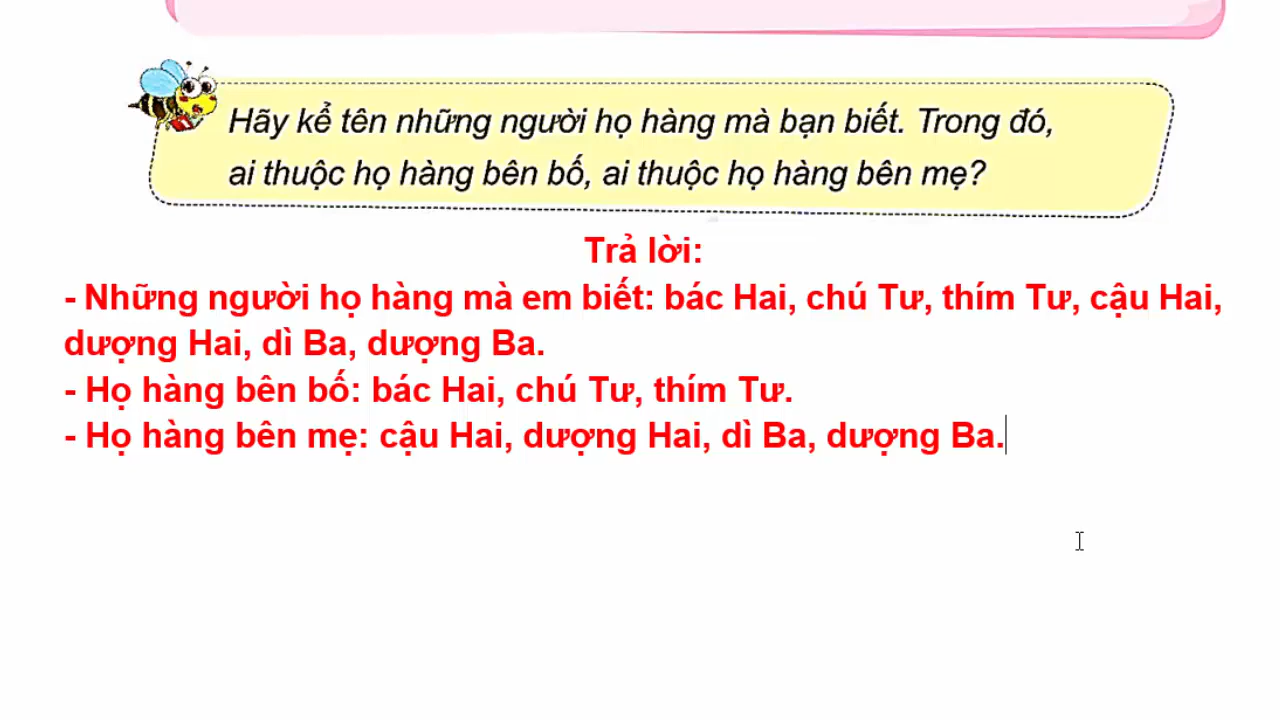 Hãy kể tên những người họ hàng mà bạn biết. Trong đó,
ai thuộc họ hàng bên bố, ai thuộc họ hàng bên mẹ?
Trả lời:
- Những người họ hàng mà em biết: bác Hai, chú Tư, thím Tư, cậu Hai,
dượng Hai, dì Ba, dượng Ba.
- Họ hàng bên bố: bác Hai, chú Tư, thím Tư.
- Họ hàng bên mẹ: cậu Hai, dượng Hai, dì Ba, dượng Ba.